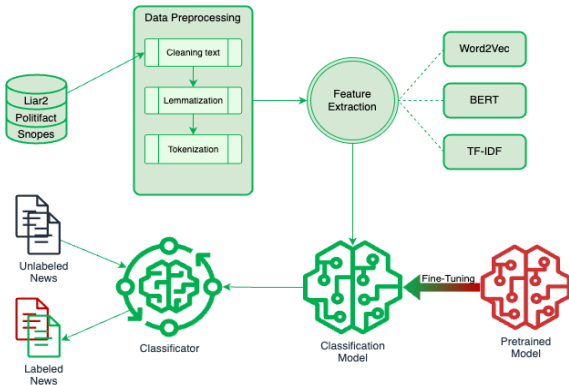 Data Preprocessing
Cleaning text
Lemmatization
Tokenization
Liar2
Politifact
Snopes
Feature
Extraction
Word2Vec
BERT
TF-IDF
Unlabeled
News
Labeled
News
Classificator
Classification
Model
Fine-Tuning
Pretrained
Model